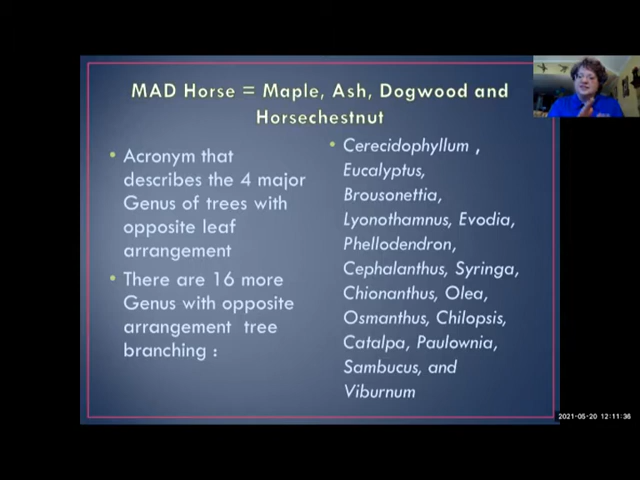 MAD Horse = Maple, Ash, Dogwood and
Horsechestnut
• Acronym that
describes the 4 major
Genus of trees with
opposite leaf
arrangement
• There are 16 more
Genus with opposite
arrangement tree
branching :
• Cerecidophyllum ,
Eucalyptus,
Brousonettia,
Lyonothamnus, Evodia,
Phellodendron,
Cephalanthus, Syringa,
Chionanthus, Olea,
Osmanthus, Chilopsis,
Catalpa, Paulownia,
Sambucus, and
Viburnum
2021-05-20 12:11:36